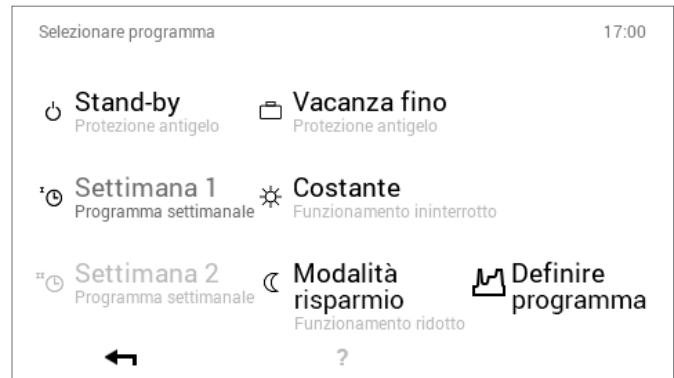 Selezionare programma 17:00
Stand-by
Protezione antigelo
Vacanza fino
Protezione antigelo
Settimana 1
Programma settimanale
Costante
Funzionamento ininterrotto
Settimana 2
Programma settimanale
Modalità
risparmio
Funzionamento ridotto
Definire
programma
?